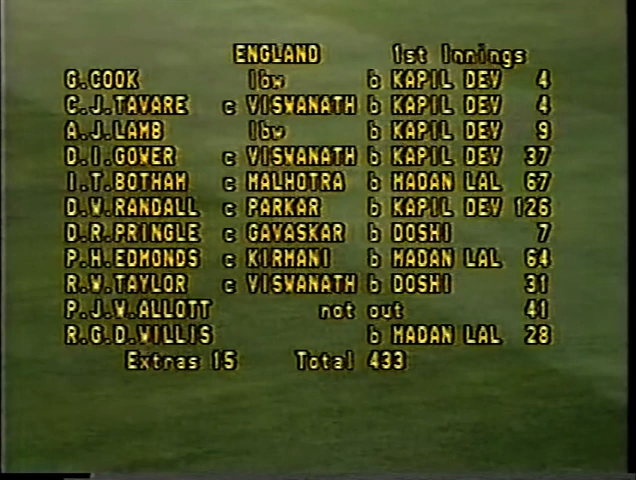 ENGLAND 1st Innings
G.COOK lbw b KAPIL DEV 4
C.J.TAVARE c VISWANATH b KAPIL DEV 4
A.J.LAMB lbw b KAPIL DEV 9
D.I.GOWER c VISWANATH b KAPIL DEV 37
I.T.BOTHAM c MALHOTRA b MADAN LAL 67
D.W.RANDALL c PARKAR b KAPIL DEV 126
D.R.PRINGLE c GAVASKAR b DOSHI 7
P.H.EDMONDS c KIRMANI b MADAN LAL 64
R.W.TAYLOR c VISWANATH b DOSHI 31
P.J.W.ALLOTT not out 41
R.G.D.WILLIS b MADAN LAL 28
Extras 15 Total 433